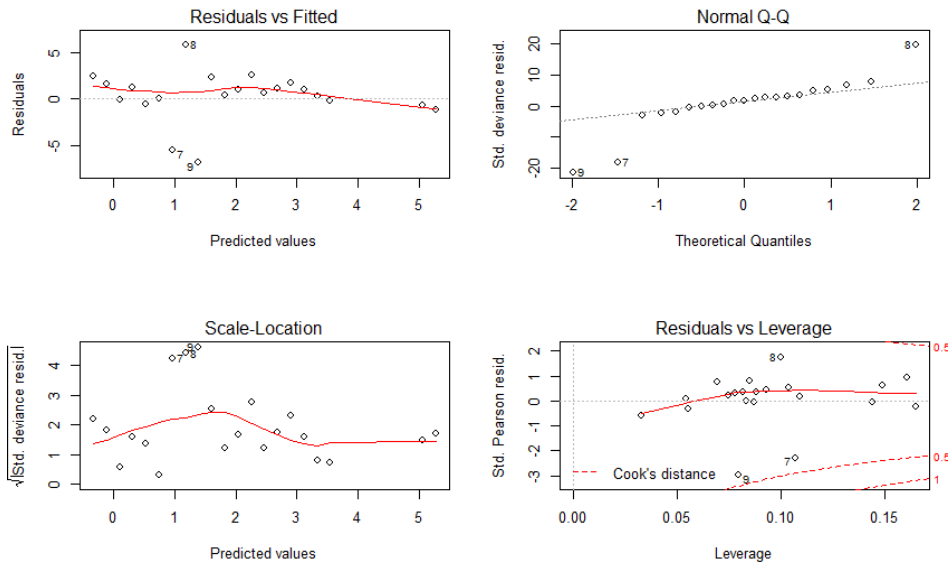 Residuals vs Fitted
Residuals
5
0
-5
8
7
9
0 1 2 3 4 5
Predicted values
Normal Q-Q
Std. deviance resid.
20
10
0
-20
8
7
9
-2 -1 0 1 2
Theoretical Quantiles
Scale-Location
√|Std. deviance resid.|
4
3
2
1
0
9
7
8
0 1 2 3 4 5
Predicted values
Residuals vs Leverage
Std. Pearson resid.
2
1
0
-1
-2
-3
8
7
9
0.5
0.5
1
Cook's distance
0.00 0.05 0.10 0.15
Leverage